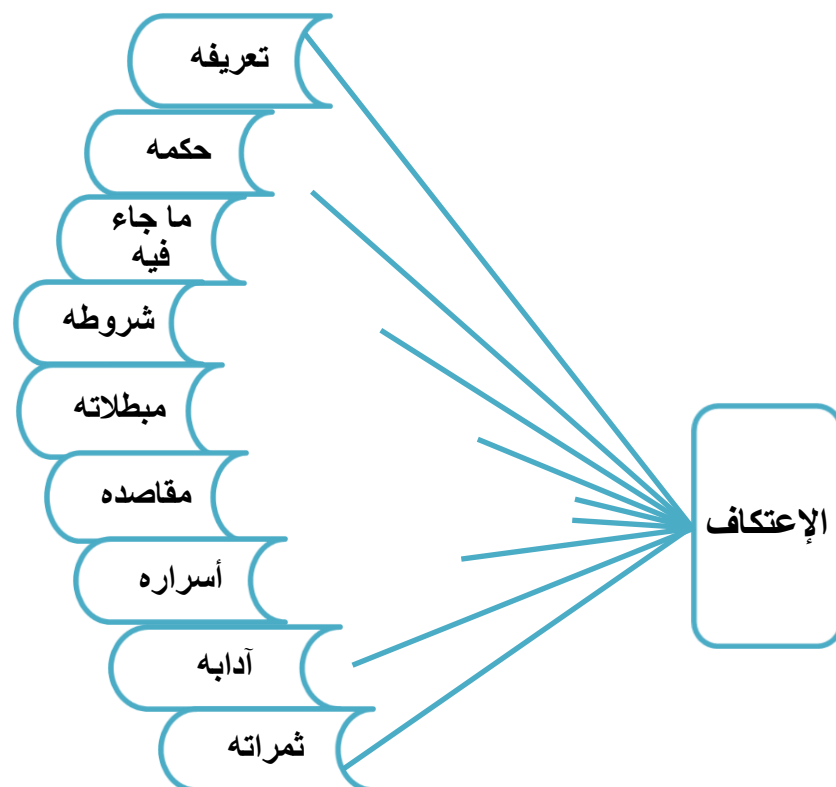 تعريفه
حكمه
ما جاء
فيه
شروطه
مبطلاته
مقاصده
أسراره
آدابه
ثمراته
الإعتكاف